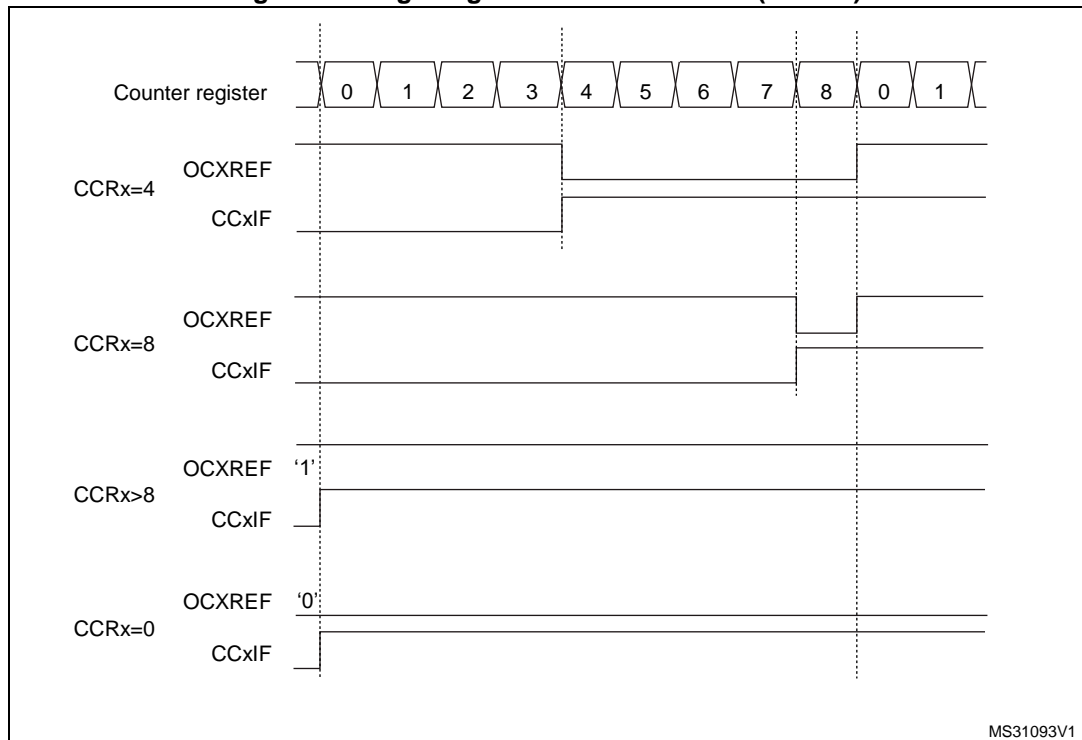 Counter register 0 1 2 3 4 5 6 7 8 0 1
OCXREF
CCRx=4
CCxIF
OCXREF
CCRx=8
CCxIF
OCXREF ‘1’
CCRx>8
CCxIF
OCXREF ‘0’
CCRx=0
CCxIF
MS31093V1